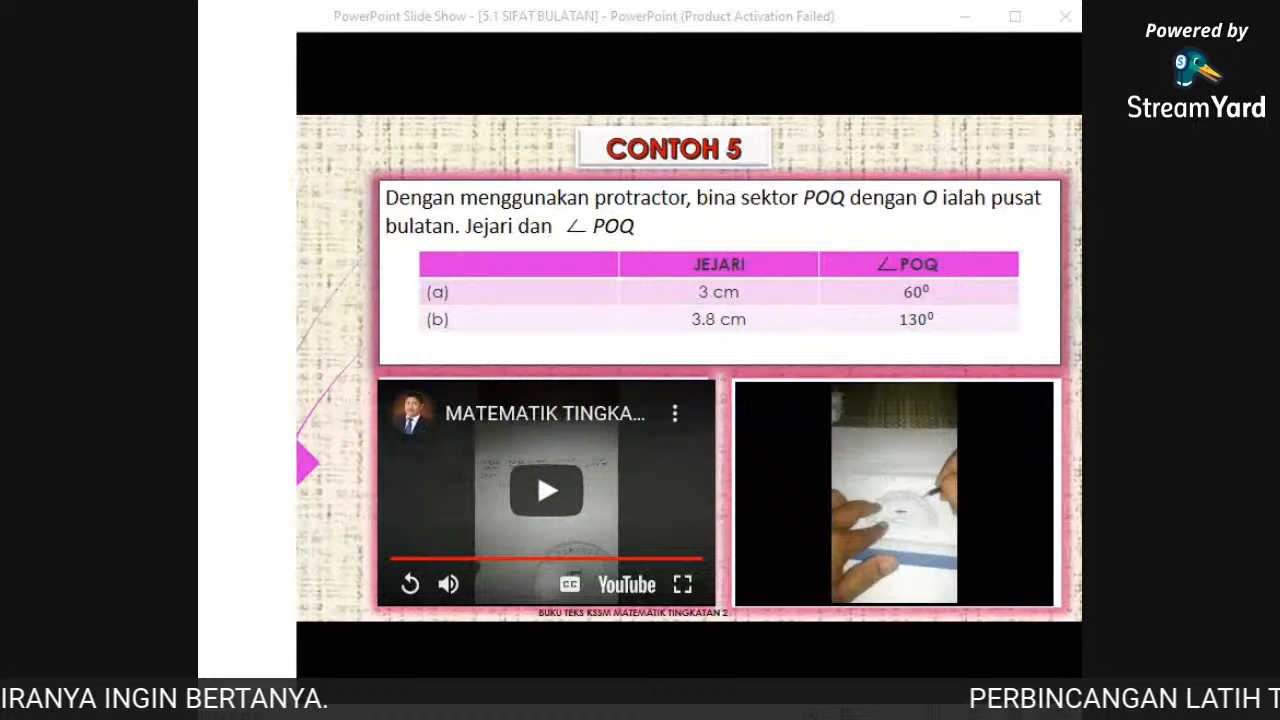 PowerPoint Slide Show - [5.1 SIFAT BULATAN] - PowerPoint (Product Activation Failed)
Powered by
StreamYard
CONTOH 5
Dengan menggunakan protractor, bina sektor POQ dengan O ialah pusat
bulatan. Jejari dan ∠ POQ
JEJARI ∠POQ
(a) 3 cm 60⁰
(b) 3.8 cm 130⁰
MATEMATIK TINGKA...
CC YouTube
BUKU TEKS KSSM MATEMATIK TINGKATAN 2
IRANYA INGIN BERTANYA. PERBINCANGAN LATIH T